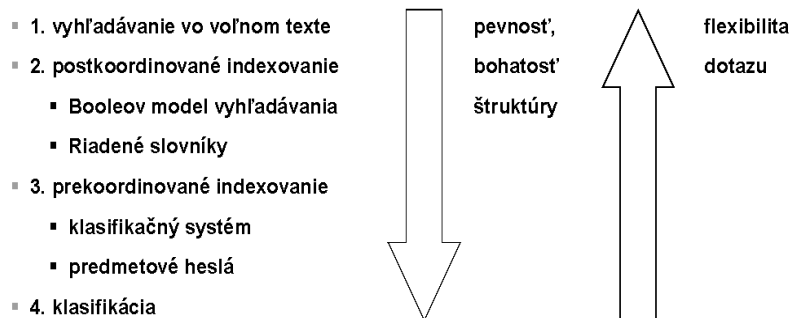 1. vyhľadávanie vo voľnom texte
2. postkoordinované indexovanie
Booleov model vyhľadávania
Riadené slovníky
3. prekoordinované indexovanie
klasifikačný systém
predmetové heslá
4. klasifikácia
pevnosť,
bohatosť
štruktúry
flexibilita
dotazu